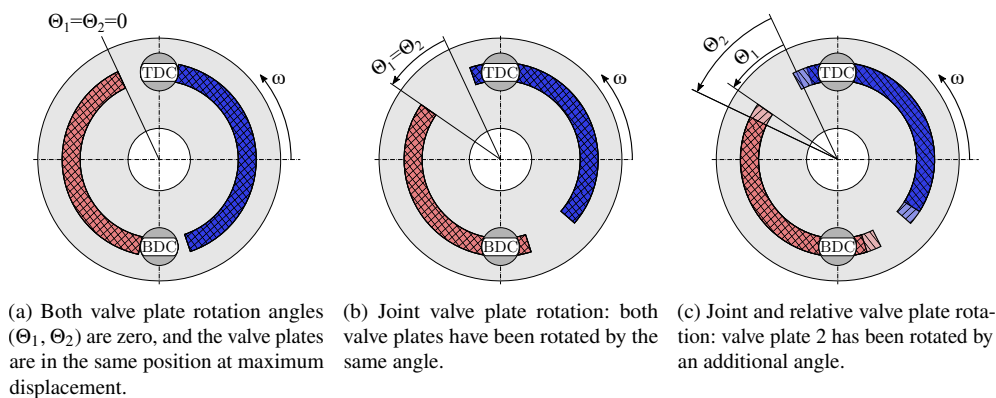 Θ1=Θ2=0
TDC
ω
BDC
Θ1=Θ2
TDC
ω
BDC
Θ2
Θ1
TDC
ω
BDC
(a) Both valve plate rotation angles
(Θ1, Θ2) are zero, and the valve plates
are in the same position at maximum
displacement.
(b) Joint valve plate rotation: both
valve plates have been rotated by the
same angle.
(c) Joint and relative valve plate rota-
tion: valve plate 2 has been rotated by
an additional angle.